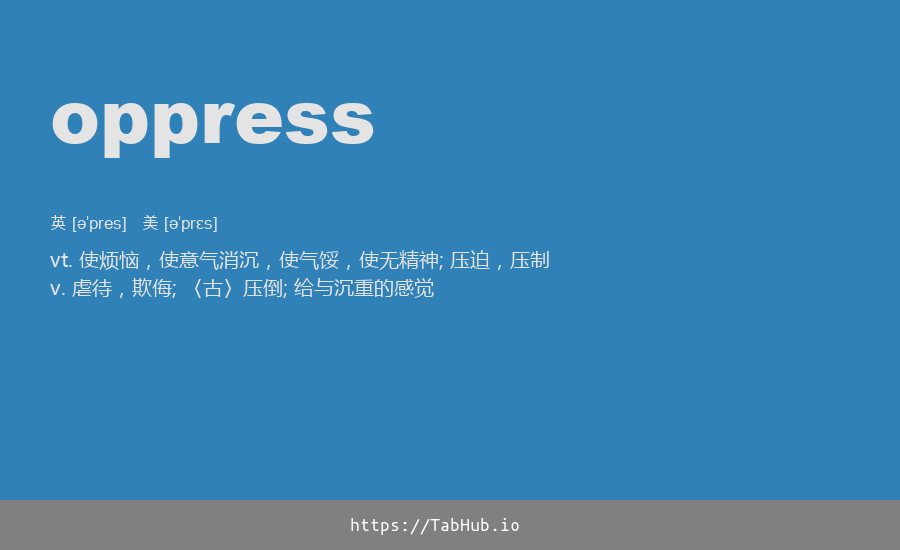 oppress
英 [ə'pres] 美 [ə'prɛs]
vt. 使烦恼，使意气消沉，使气馁，使无精神; 压迫，压制
v. 虐待，欺侮; 〈古〉压倒; 给与沉重的感觉
https://TabHub.io